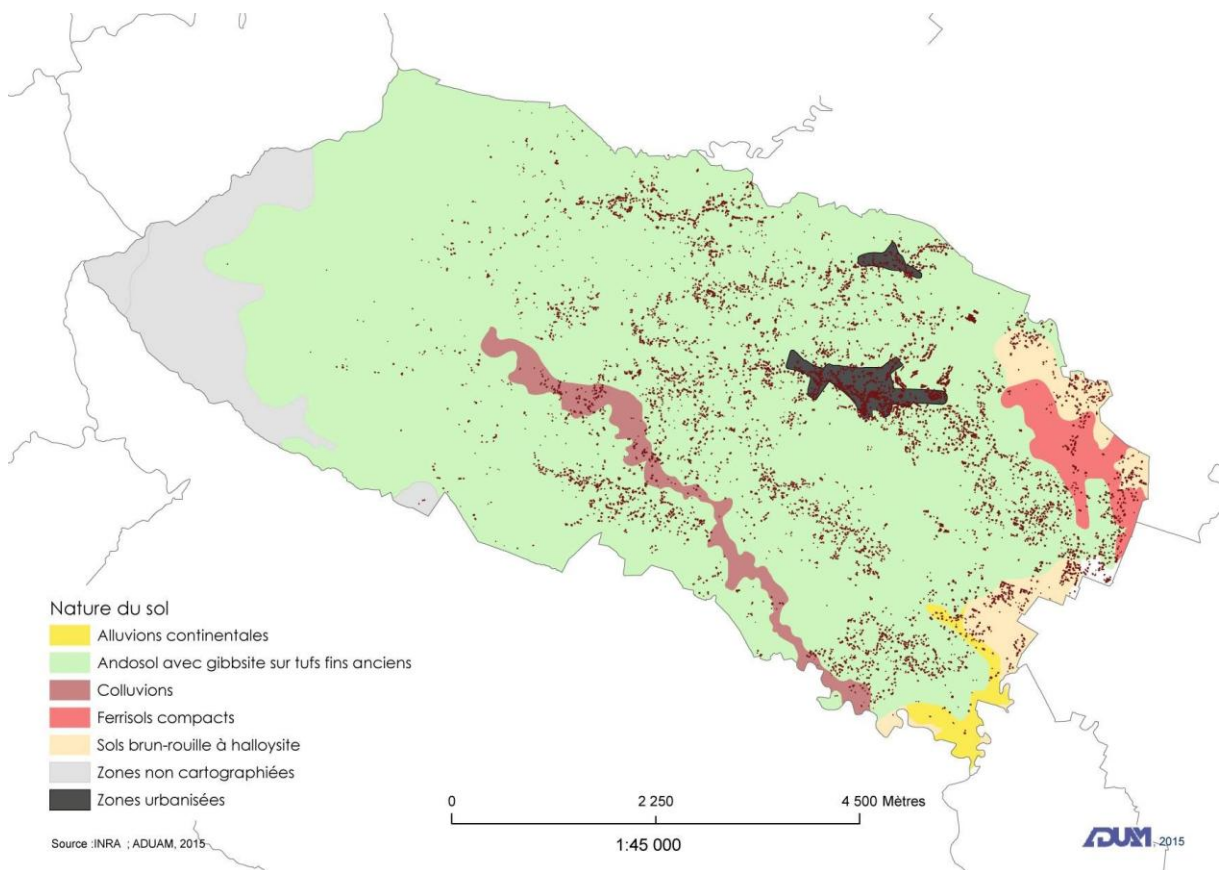 Nature du sol
Alluvions continentales
Andosol avec gibbsite sur tufs fins anciens
Colluvions
Ferrisols compacts
Sols brun-rouille à halloysite
Zones non cartographiées
Zones urbanisées
0 2 250 4 500 Mètres
1:45 000
Source :INRA ; ADUAM, 2015
ADUAM, 2015